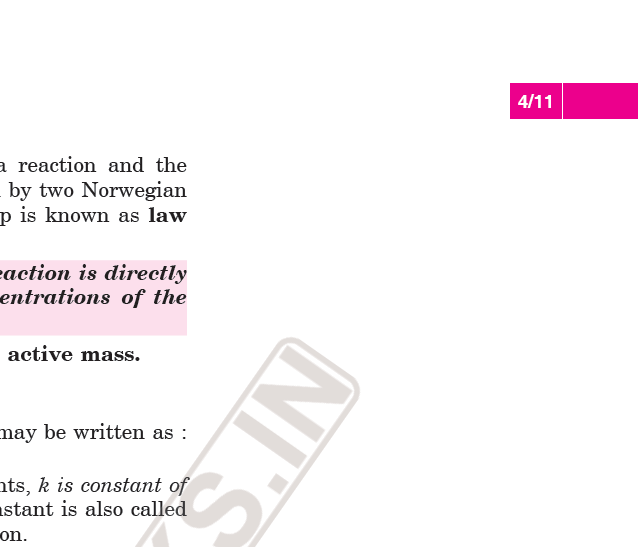 4/11
a reaction and the
by two Norwegian
p is known as law
eaction is directly
entrations of the
active mass.
may be written as :
nts, k is constant of
nstant is also called
on.
S.IN